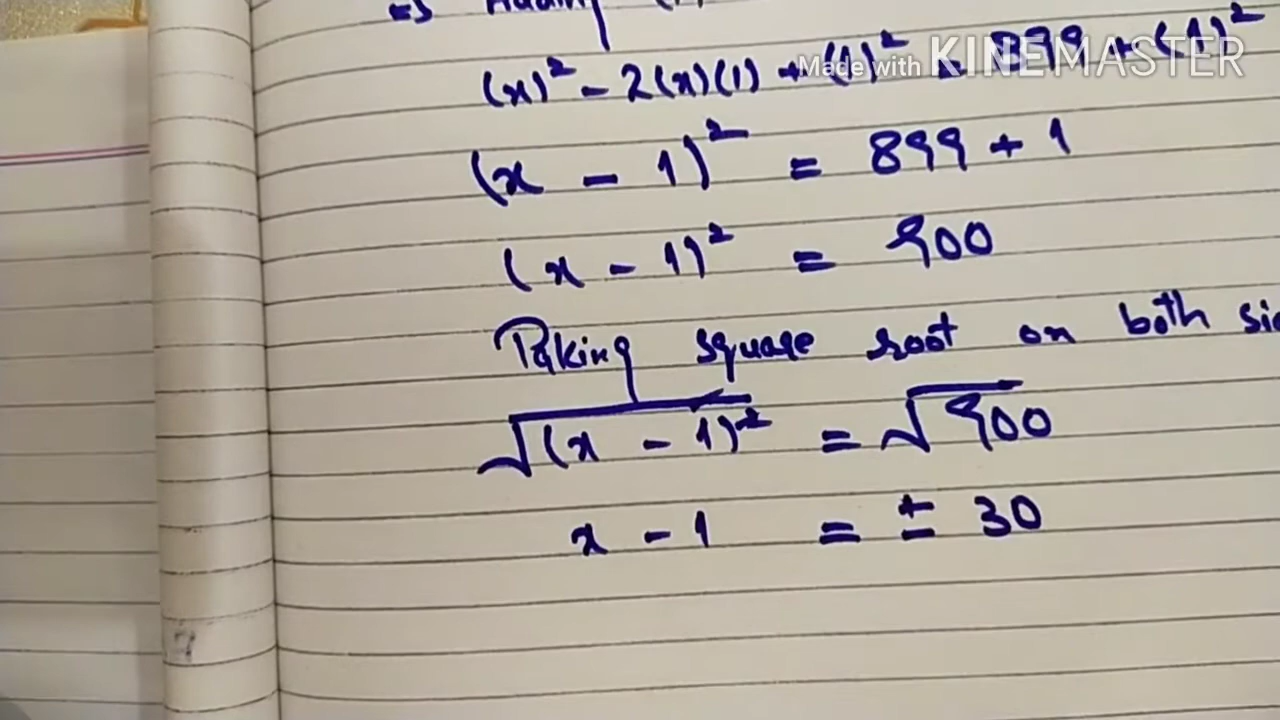 ⇒ Adding
(x)² - 2(x)(1) + (1)² = 899 + (1)²
Made with KINEMASTER
(x - 1)² = 899 + 1
(x - 1)² = 900
Taking square root on both
√(x - 1)² = √900
x - 1 = ± 30